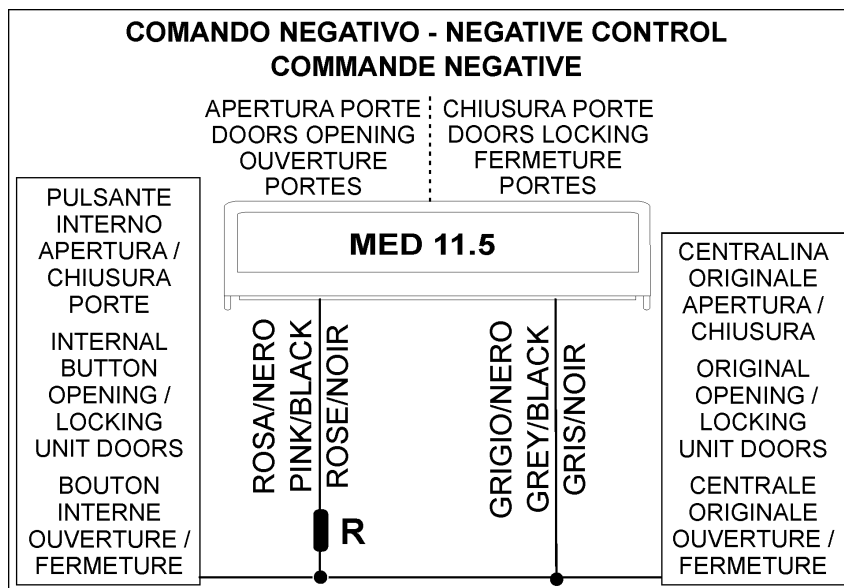 COMANDO NEGATIVO - NEGATIVE CONTROL
COMMANDE NEGATIVE
APERTURA PORTE
DOORS OPENING
OUVERTURE
PORTES
CHIUSURA PORTE
DOORS LOCKING
FERMETURE
PORTES
PULSANTE
INTERNO
APERTURA /
CHIUSURA
PORTE
INTERNAL
BUTTON
OPENING /
LOCKING
UNIT DOORS
BOUTON
INTERNE
OUVERTURE /
FERMETURE
MED 11.5
ROSA/NERO
PINK/BLACK
ROSE/NOIR
R
GRIGIO/NERO
GREY/BLACK
GRIS/NOIR
CENTRALINA
ORIGINALE
APERTURA /
CHIUSURA
ORIGINAL
OPENING /
LOCKING
UNIT DOORS
CENTRALE
ORIGINALE
OUVERTURE /
FERMETURE